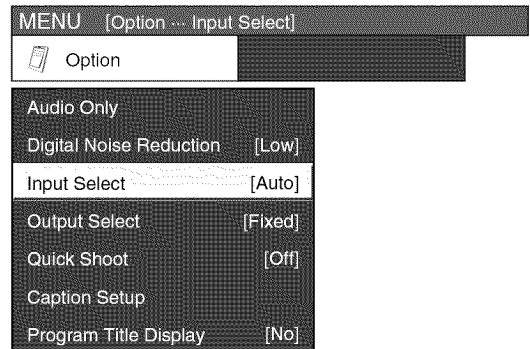 MENU [Option ... Input Select]
Option
Audio Only
Digital Noise Reduction [Low]
Input Select [Auto]
Output Select [Fixed]
Quick Shoot [Off]
Caption Setup
Program Title Display [No]